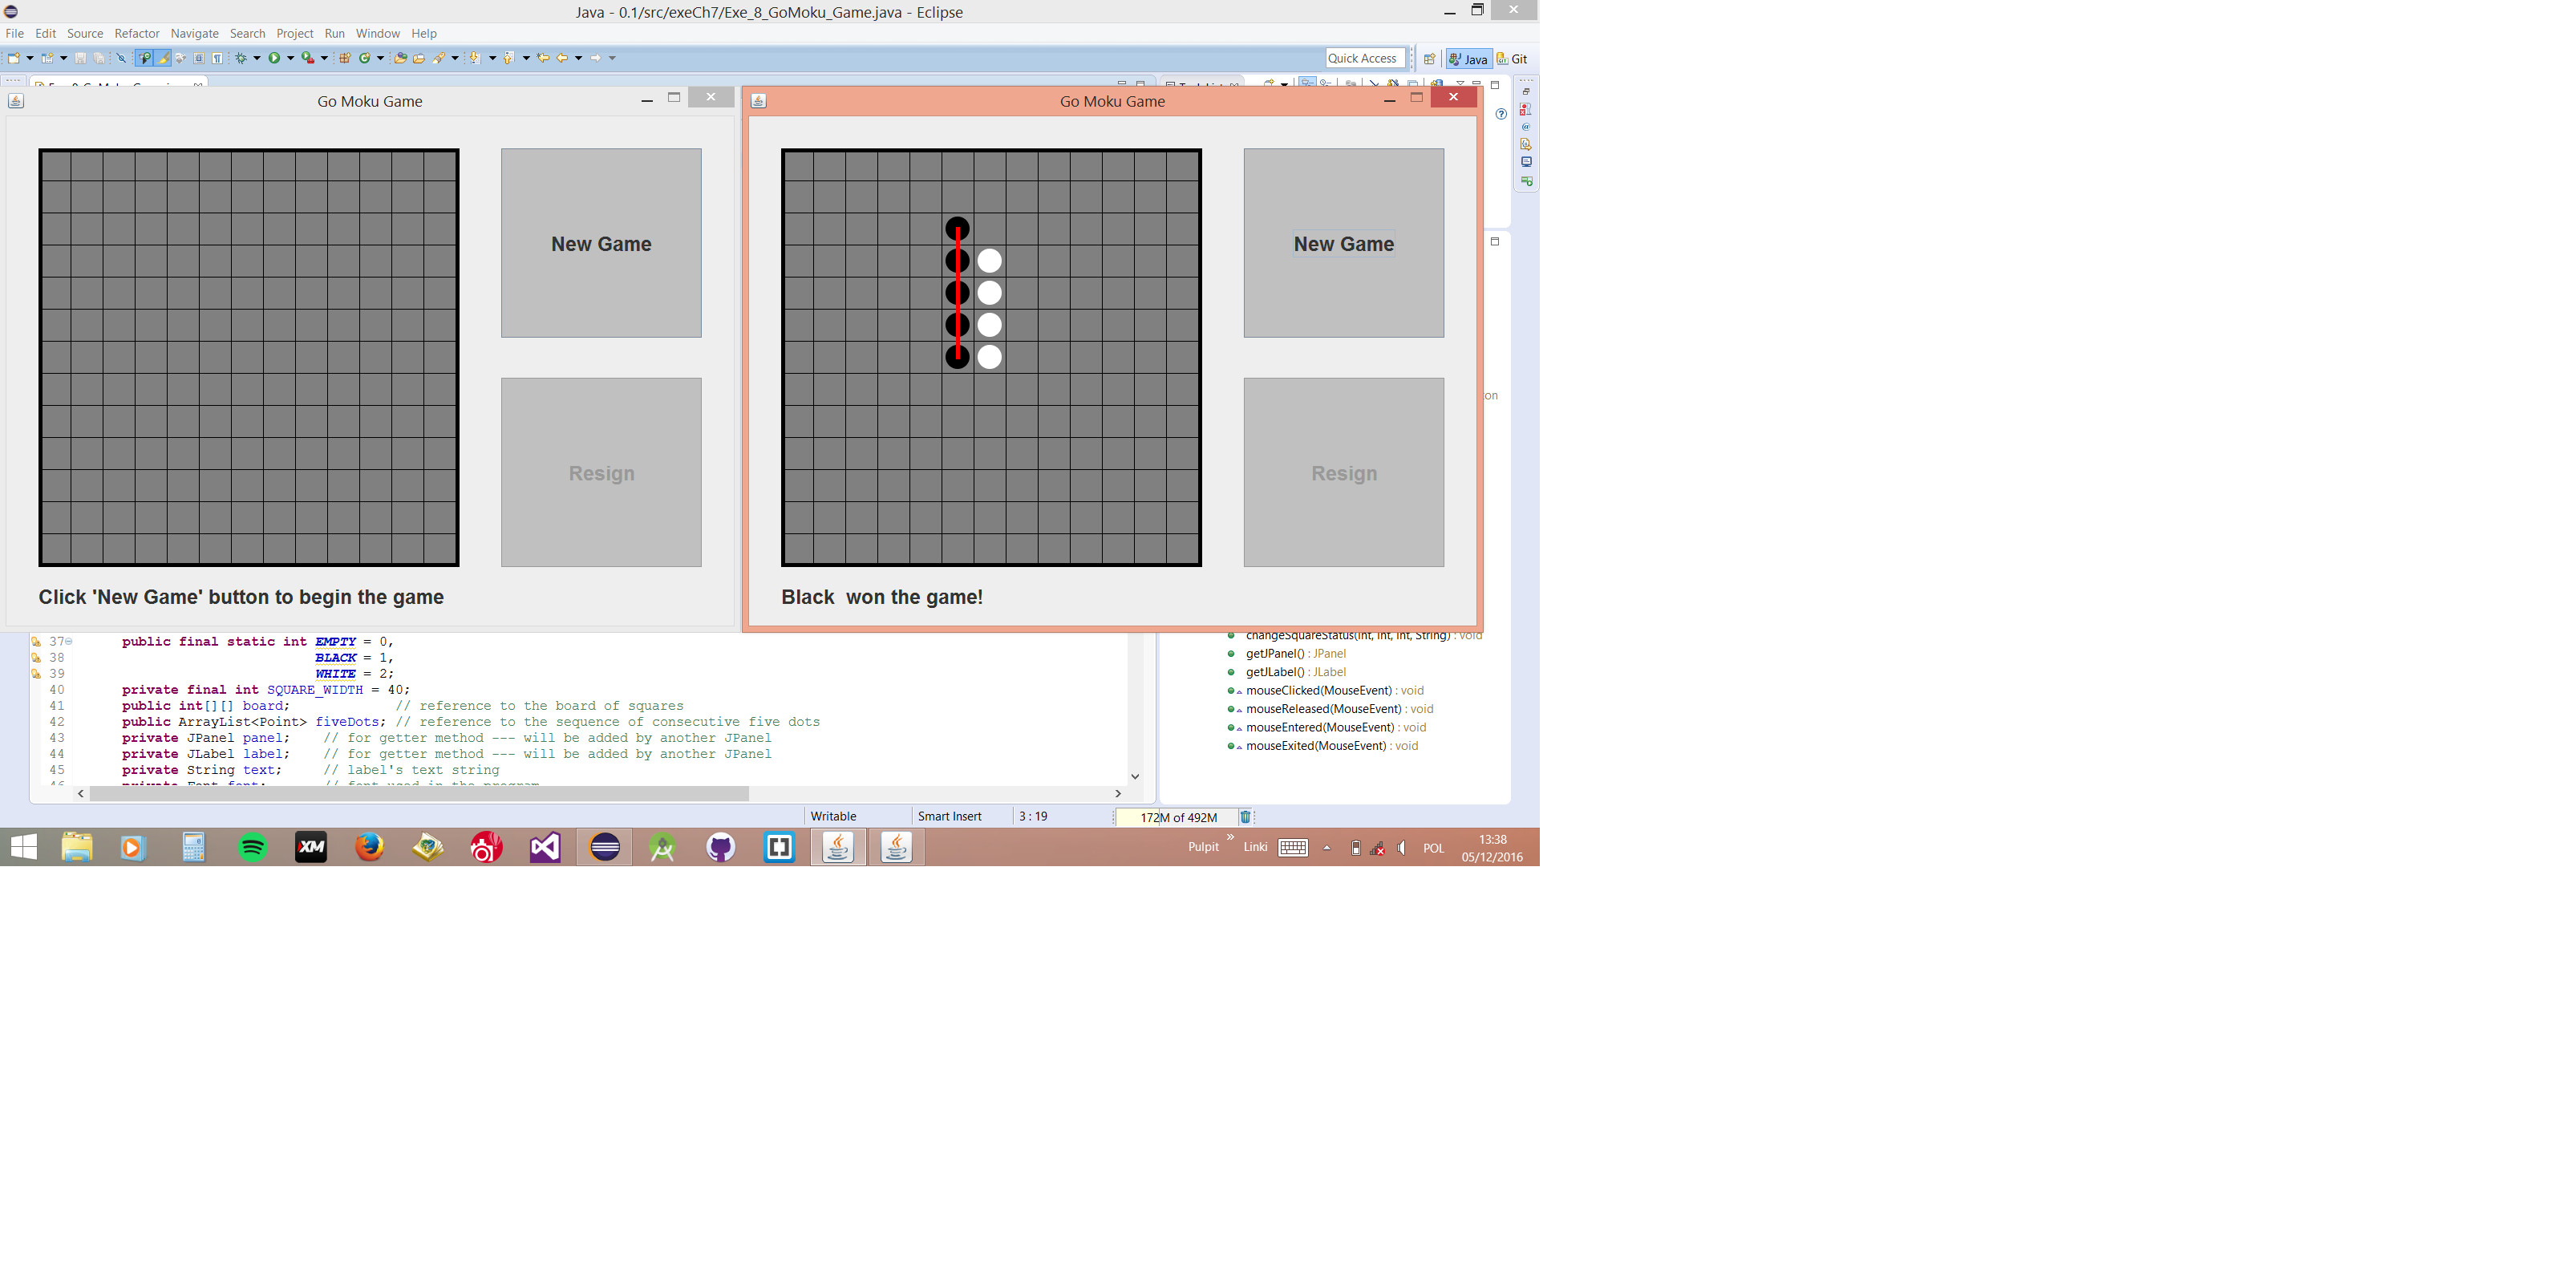 Java - 0.1/src/exeCh7/Exe_8_GoMoku_Game.java - Eclipse
File Edit Source Refactor Navigate Search Project Run Window Help
Quick Access
Java
Git
Go Moku Game
New Game
Resign
Click 'New Game' button to begin the game
Go Moku Game
New Game
Resign
Black  won the game!
on
37 public final static int EMPTY = 0,
38 BLACK = 1,
39 WHITE = 2;
40 private final int SQUARE_WIDTH = 40;
41 public int[][] board; // reference to the board of squares
42 public ArrayList<Point> fiveDots; // reference to the sequence of consecutive five dots
43 private JPanel panel; // for getter method --- will be added by another JPanel
44 private JLabel label; // for getter method --- will be added by another JPanel
45 private String text; // label's text string
changeSquareStatus(int, int, int, String) : void
getJPanel() : JPanel
getJLabel() : JLabel
mouseClicked(MouseEvent) : void
mouseReleased(MouseEvent) : void
mouseEntered(MouseEvent) : void
mouseExited(MouseEvent) : void
Writable
Smart Insert
3 : 19
172M of 492M
XM
Pulpit
Linki
POL
13:38
05/12/2016